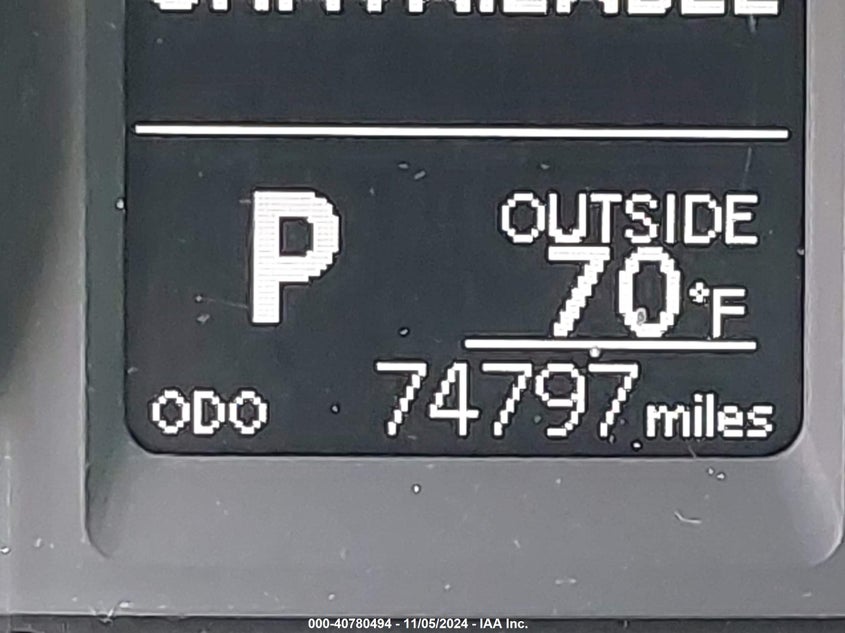 P
OUTSIDE
70°F
ODO 74797 miles
000-40780494 - 11/05/2024 - IAA Inc.